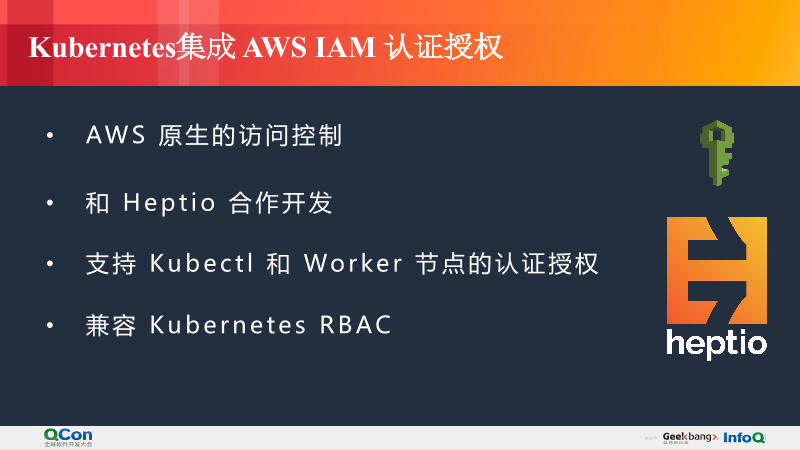 Kubernetes集成 AWS IAM 认证授权
• AWS 原生的访问控制
• 和 Heptio 合作开发
• 支持 Kubectl 和 Worker 节点的认证授权
• 兼容 Kubernetes RBAC
heptio
QCon
全球软件开发大会
Geekbang>.
InfoQ